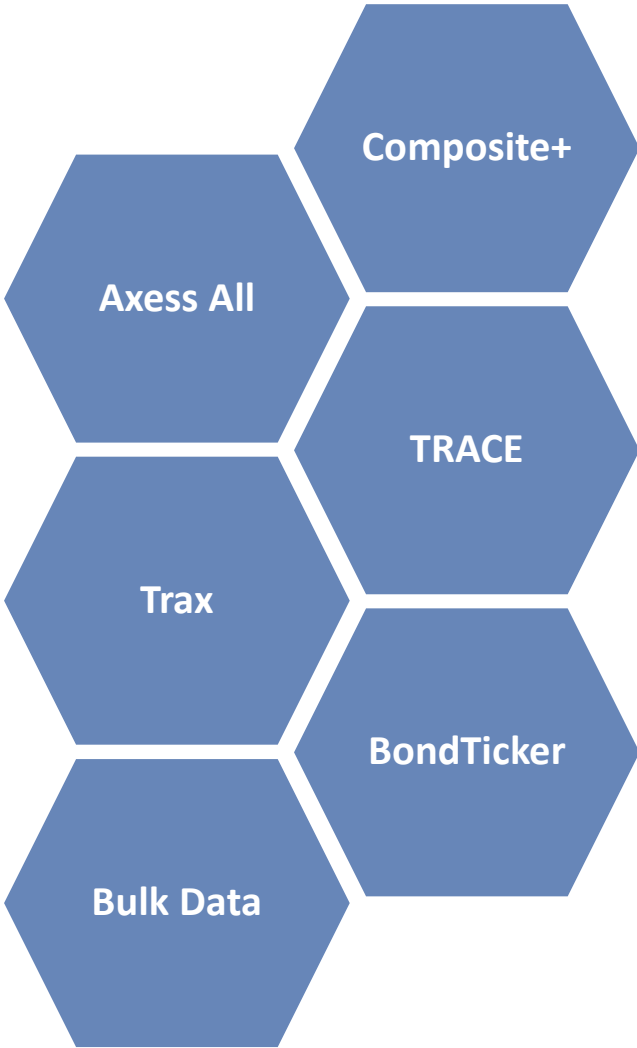 Composite+
Axess All
TRACE
Trax
BondTicker
Bulk Data